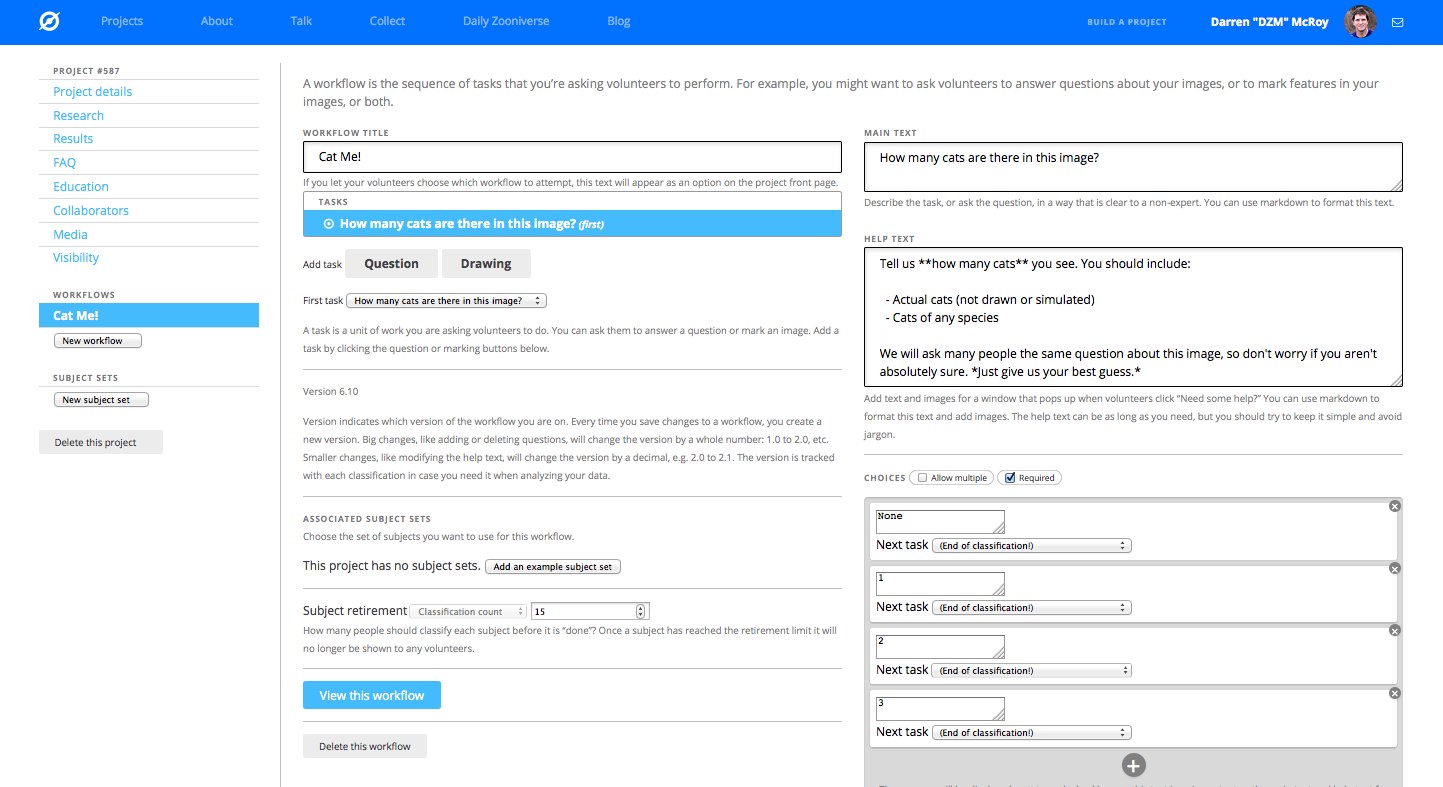 Projects
About
Talk
Collect
Daily Zooniverse
Blog
BUILD A PROJECT
Darren "DZM" McRoy
PROJECT #587
Project details
Research
Results
FAQ
Education
Collaborators
Media
Visibility
WORKFLOWS
Cat Me!
New workflow
SUBJECT SETS
New subject set
Delete this project
A workflow is the sequence of tasks that you’re asking volunteers to perform. For example, you might want to ask volunteers to answer questions about your images, or to mark features in your
images, or both.
WORKFLOW TITLE
Cat Me!
If you let your volunteers choose which workflow to attempt, this text will appear as an option on the project front page.
TASKS
How many cats are there in this image? (first)
Add task Question Drawing
First task How many cats are there in this image?
A task is a unit of work you are asking volunteers to do. You can ask them to answer a question or mark an image. Add a
task by clicking the question or marking buttons below.
Version 6.10
Version indicates which version of the workflow you are on. Every time you save changes to a workflow, you create a
new version. Big changes, like adding or deleting questions, will change the version by a whole number: 1.0 to 2.0, etc.
Smaller changes, like modifying the help text, will change the version by a decimal, e.g. 2.0 to 2.1. The version is tracked
with each classification in case you need it when analyzing your data.
ASSOCIATED SUBJECT SETS
Choose the set of subjects you want to use for this workflow.
This project has no subject sets. Add an example subject set
Subject retirement Classification count 15
How many people should classify each subject before it is “done”? Once a subject has reached the retirement limit it will
no longer be shown to any volunteers.
View this workflow
Delete this workflow
MAIN TEXT
How many cats are there in this image?
Describe the task, or ask the question, in a way that is clear to a non-expert. You can use markdown to format this text.
HELP TEXT
Tell us **how many cats** you see. You should include:
- Actual cats (not drawn or simulated)
- Cats of any species
We will ask many people the same question about this image, so don't worry if you aren't
absolutely sure. *Just give us your best guess.*
Add text and images for a window that pops up when volunteers click “Need some help?” You can use markdown to
format this text and add images. The help text can be as long as you need, but you should try to keep it simple and avoid
jargon.
CHOICES Allow multiple Required
None
Next task (End of classification!)
1
Next task (End of classification!)
2
Next task (End of classification!)
3
Next task (End of classification!)